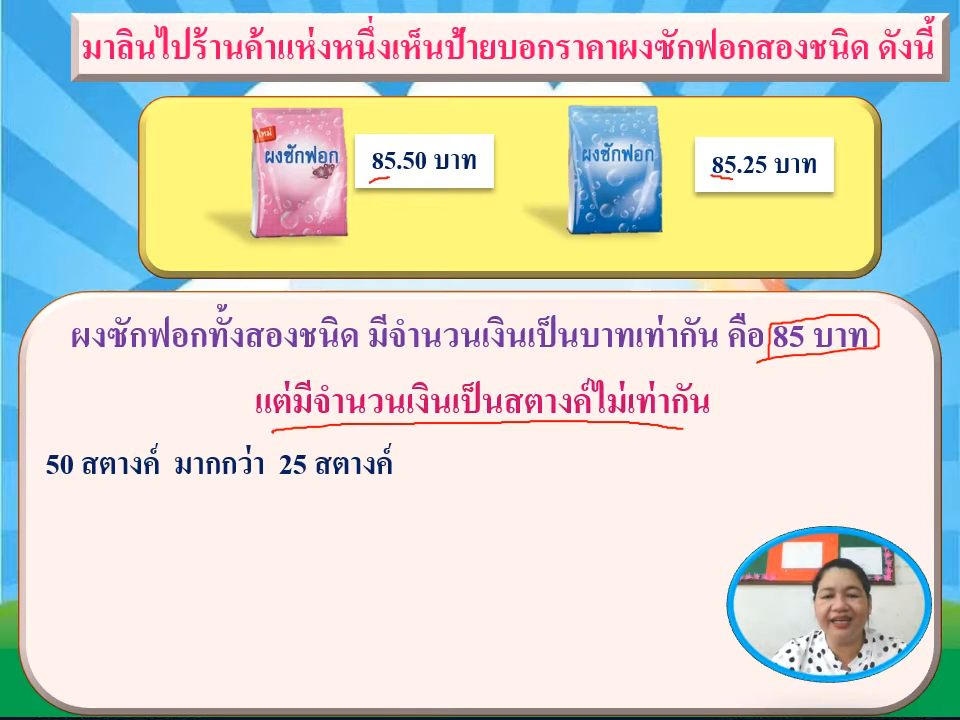 มาลินไปร้านค้าแห่งหนึ่งเห็นป้ายบอกราคาผงซักฟอกสองชนิด ดังนี้
ใหม่
ผงซักฟอก
85.50 บาท
ผงซักฟอก
85.25 บาท
ผงซักฟอกทั้งสองชนิด มีจำนวนเงินเป็นบาทเท่ากัน คือ 85 บาท
แต่มีจำนวนเงินเป็นสตางค์ไม่เท่ากัน
50 สตางค์ มากกว่า 25 สตางค์